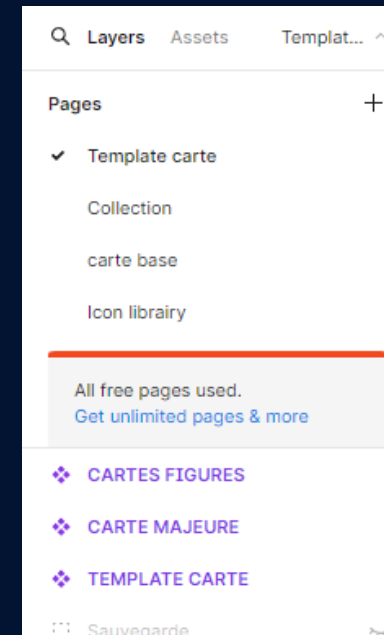 Layers Assets Templat...
Pages
Template carte
Collection
carte base
Icon librairy
All free pages used.
Get unlimited pages & more
CARTES FIGURES
CARTE MAJEURE
TEMPLATE CARTE
Sauvegarde